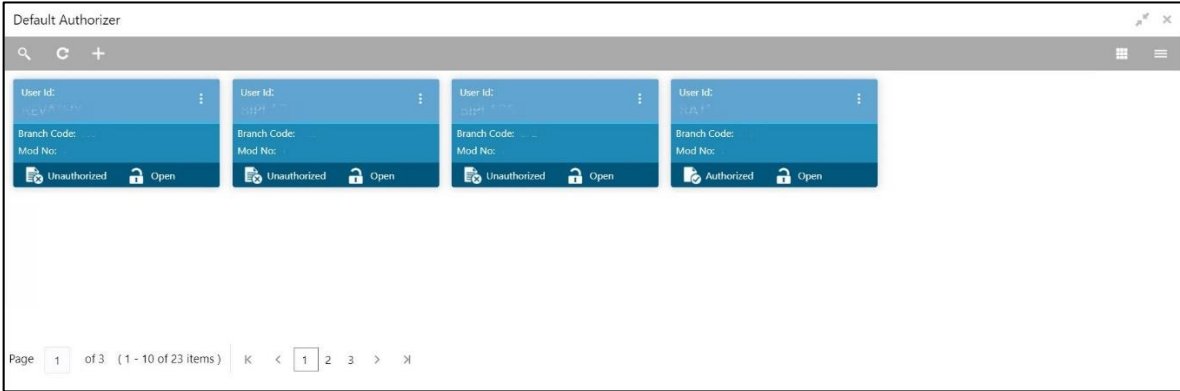 Default Authorizer
User Id:
Branch Code:
Mod No:
Unauthorized Open
User Id:
Branch Code:
Mod No:
Unauthorized Open
User Id:
Branch Code:
Mod No:
Unauthorized Open
User Id:
Branch Code:
Mod No:
Authorized Open
Page 1 of 3 ( 1 - 10 of 23 items ) 1 2 3